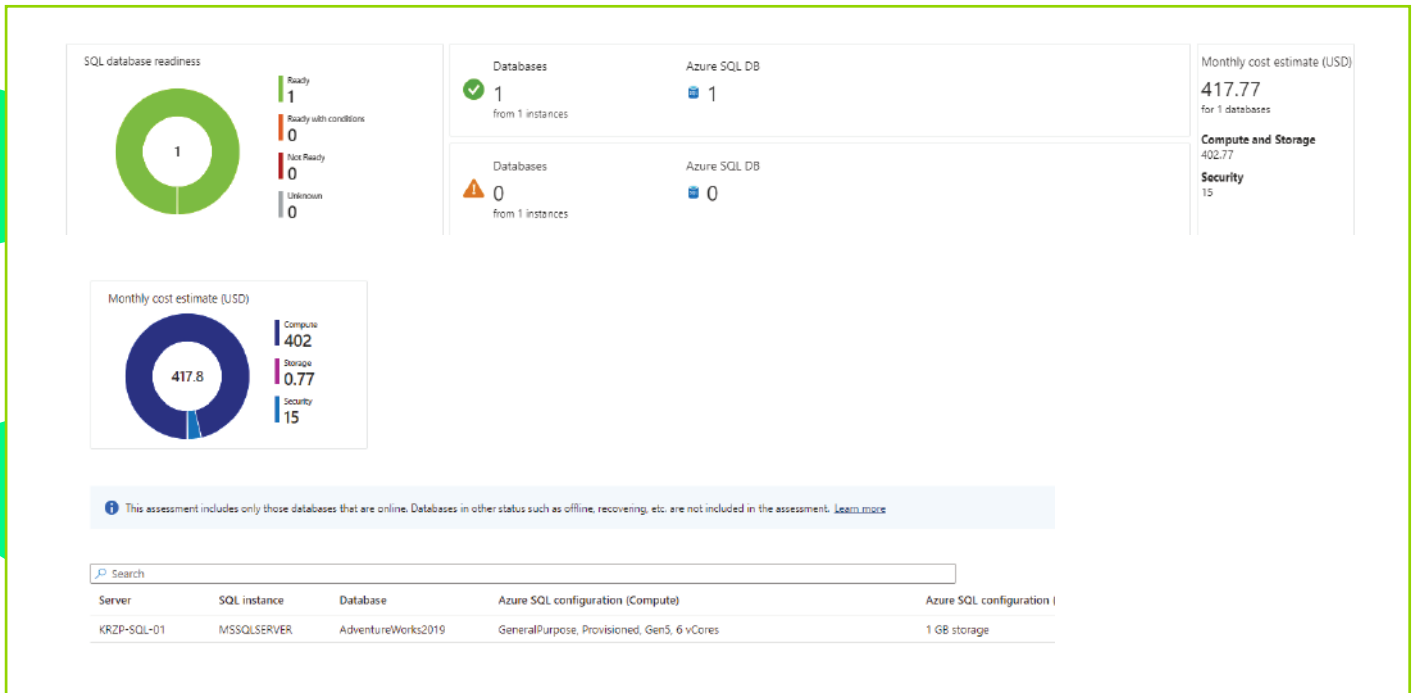 SQL database readiness
1
Ready
1
Ready with conditions
0
Not Ready
0
Unknown
0
Databases
1
from 1 instances
Azure SQL DB
1
Databases
0
from 1 instances
Azure SQL DB
0
Monthly cost estimate (USD)
417.77
for 1 databases
Compute and Storage
402.77
Security
15
Monthly cost estimate (USD)
417.8
Compute
402
Storage
0.77
Security
15
This assessment includes only those databases that are online. Databases in other status such as offline, recovering, etc. are not included in the assessment. Learn more
Search
Server SQL instance Database Azure SQL configuration (Compute) Azure SQL configuration (
KRZP-SQL-01 MSSQLSERVER AdventureWorks2019 GeneralPurpose, Provisioned, Gen5, 6 vCores 1 GB storage